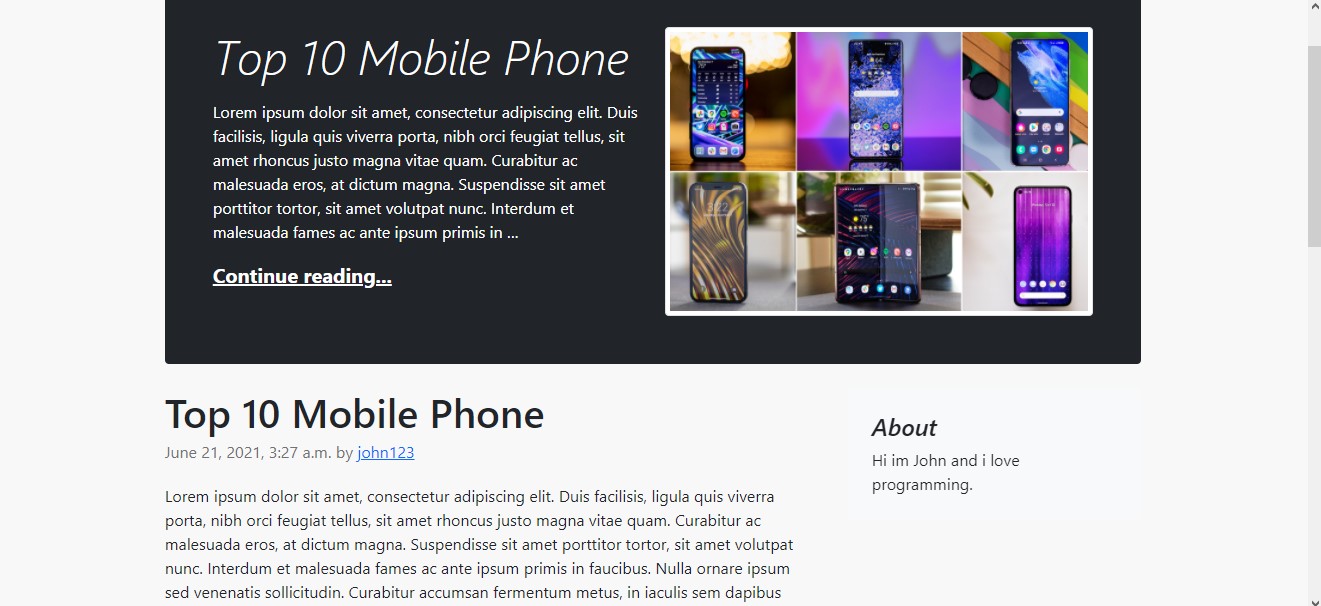 Top 10 Mobile Phone
Lorem ipsum dolor sit amet, consectetur adipiscing elit. Duis
facilisis, ligula quis viverra porta, nibh orci feugiat tellus, sit
amet rhoncus justo magna vitae quam. Curabitur ac
malesuada eros, at dictum magna. Suspendisse sit amet
porttitor tortor, sit amet volutpat nunc. Interdum et
malesuada fames ac ante ipsum primis in ...
Continue reading...
Top 10 Mobile Phone
June 21, 2021, 3:27 a.m. by john123
Lorem ipsum dolor sit amet, consectetur adipiscing elit. Duis facilisis, ligula quis viverra
porta, nibh orci feugiat tellus, sit amet rhoncus justo magna vitae quam. Curabitur ac
malesuada eros, at dictum magna. Suspendisse sit amet porttitor tortor, sit amet volutpat
nunc. Interdum et malesuada fames ac ante ipsum primis in faucibus. Nulla ornare ipsum
sed venenatis sollicitudin. Curabitur accumsan fermentum metus, in iaculis sem dapibus
About
Hi im John and i love
programming.